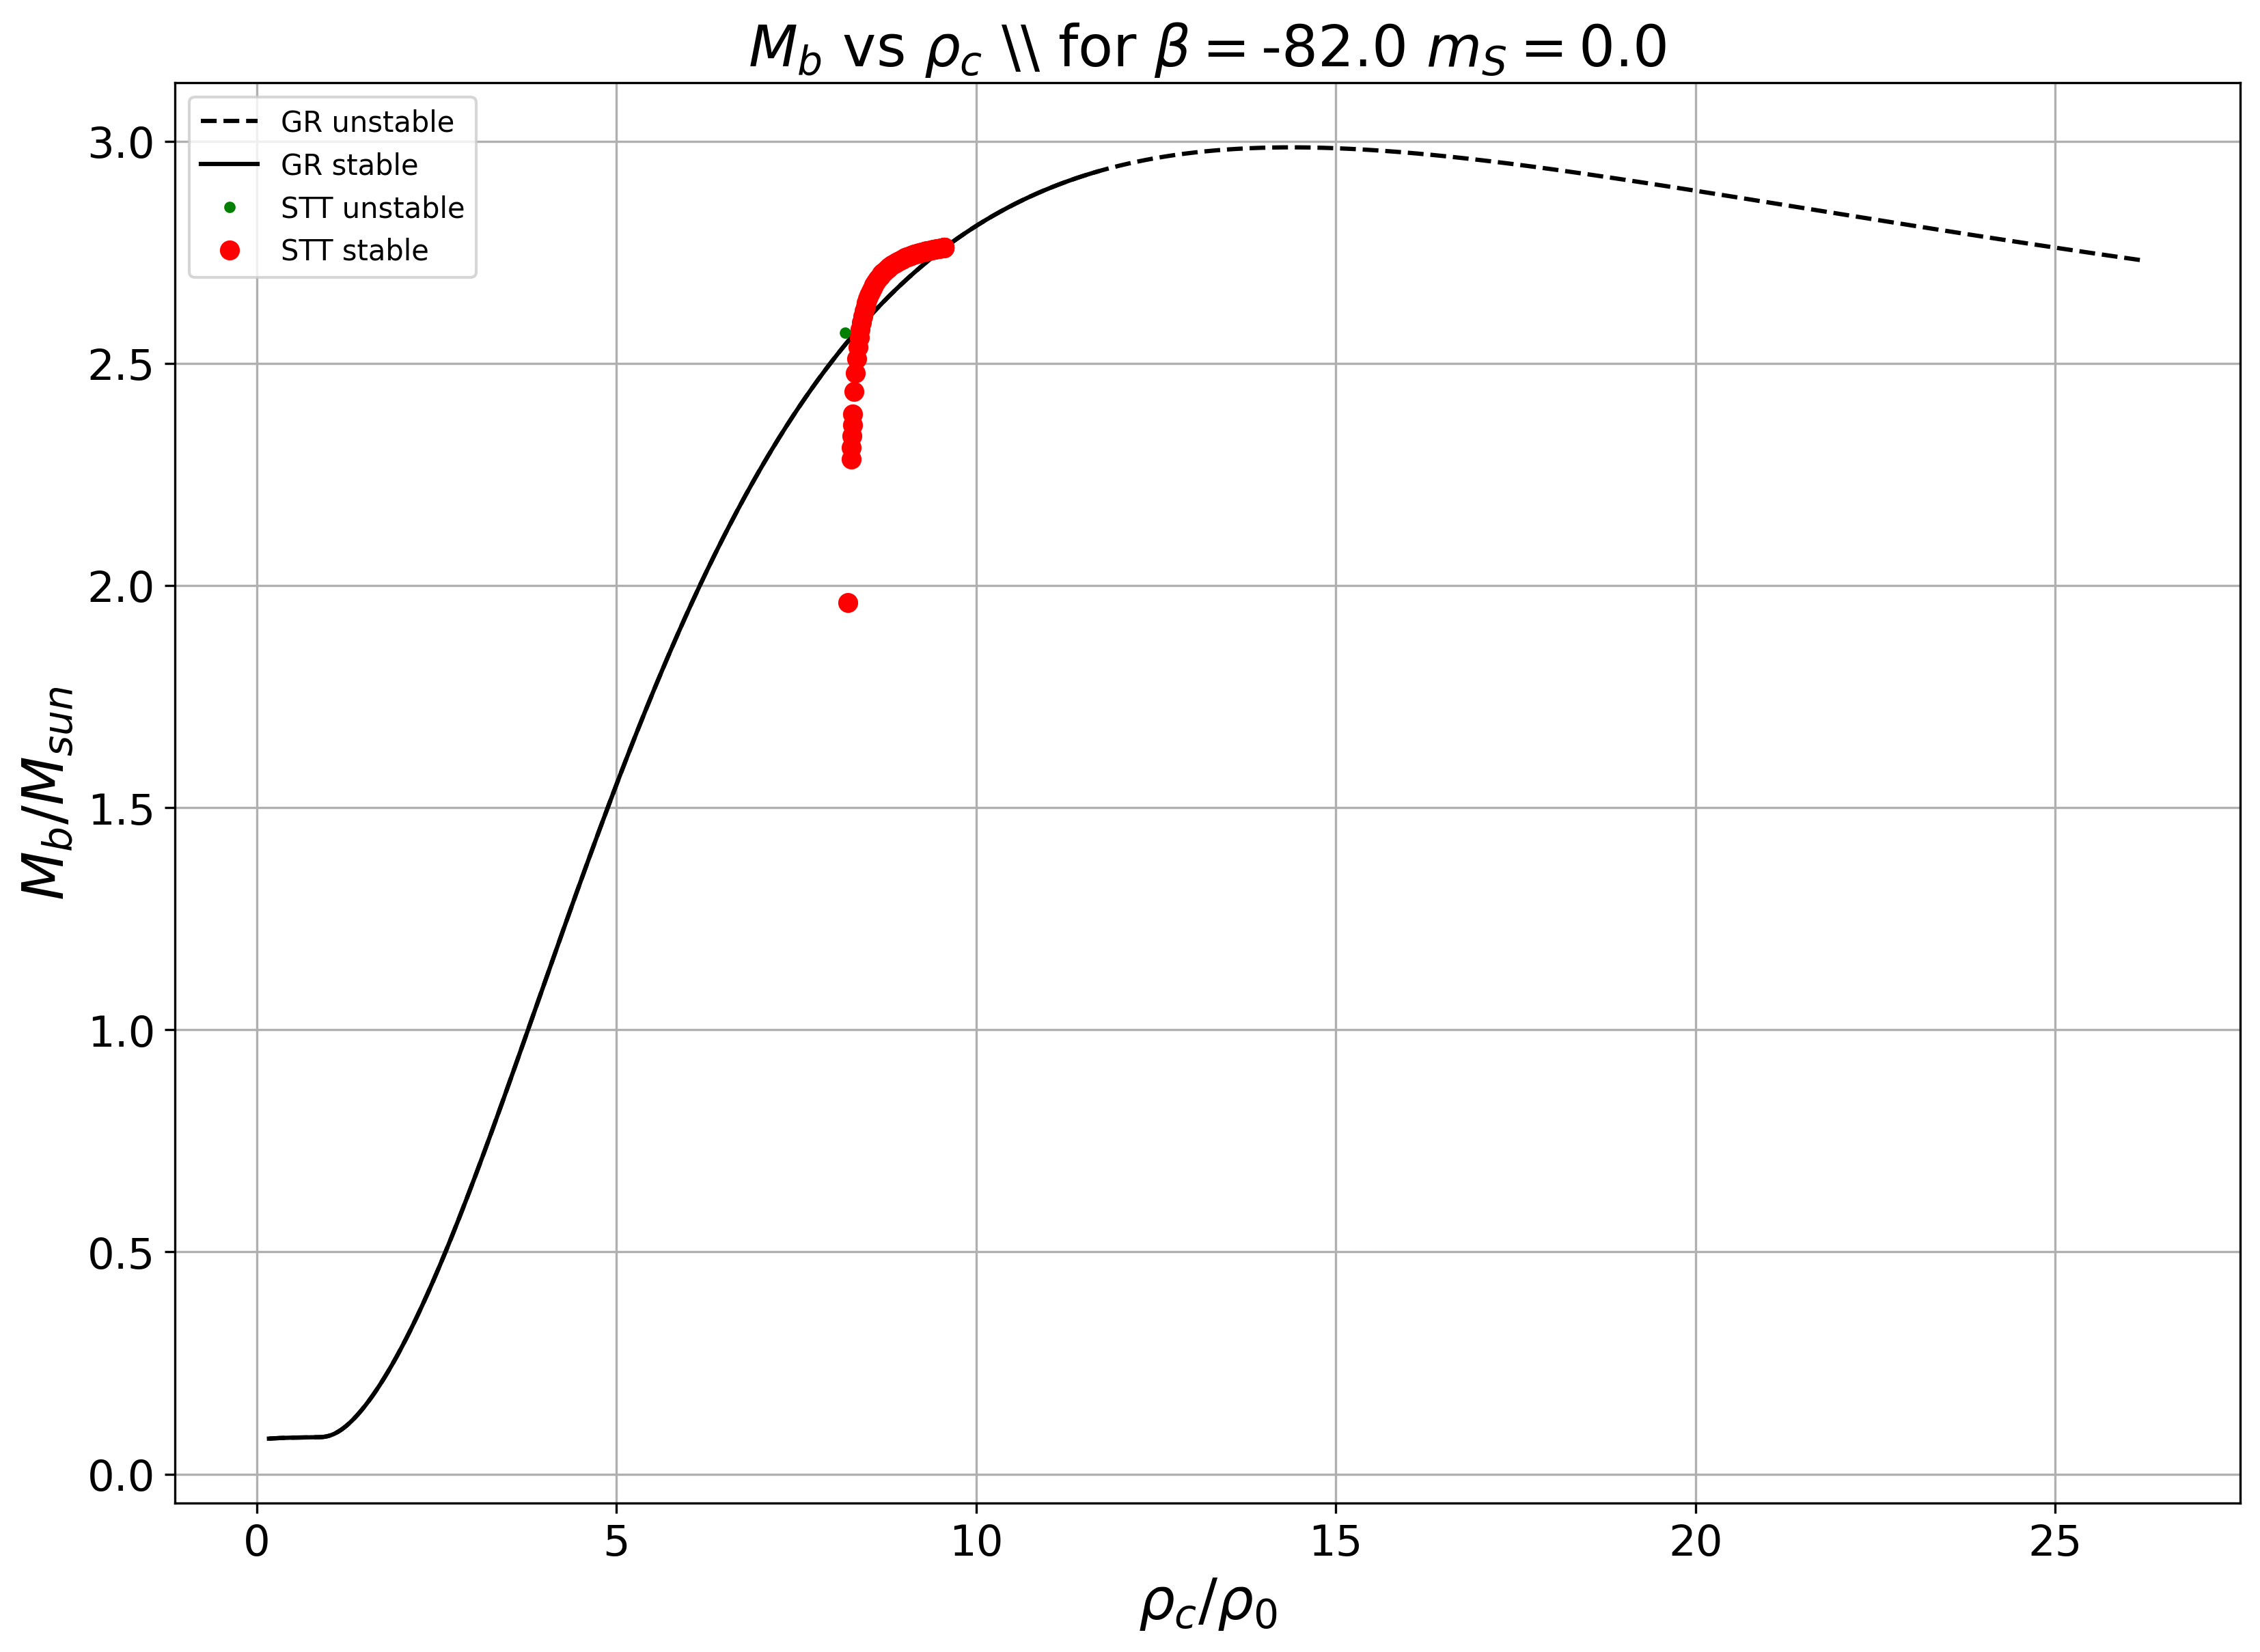 M_b vs ρ_c \\ for β = -82.0 m_S = 0.0
GR unstable
GR stable
STT unstable
STT stable
3.0
2.5
2.0
1.5
1.0
0.5
0.0
M_b/M_sun
0 5 10 15 20 25
ρ_c/ρ_0